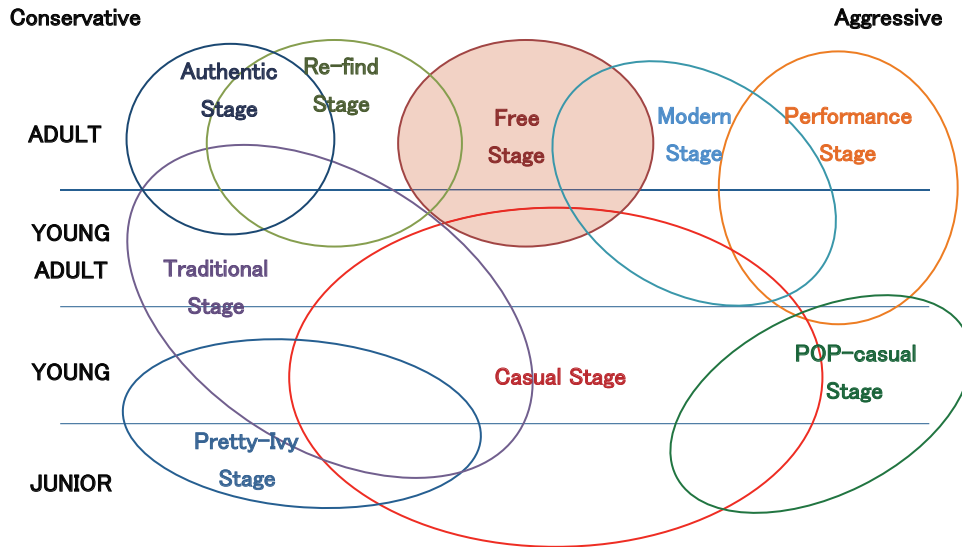 Conservative
Aggressive
Authentic
Stage
Re-find
Stage
Free
Stage
Modern
Stage
Performance
Stage
ADULT
YOUNG
ADULT
Traditional
Stage
YOUNG
Casual Stage
POP-casual
Stage
Pretty-Ivy
Stage
JUNIOR